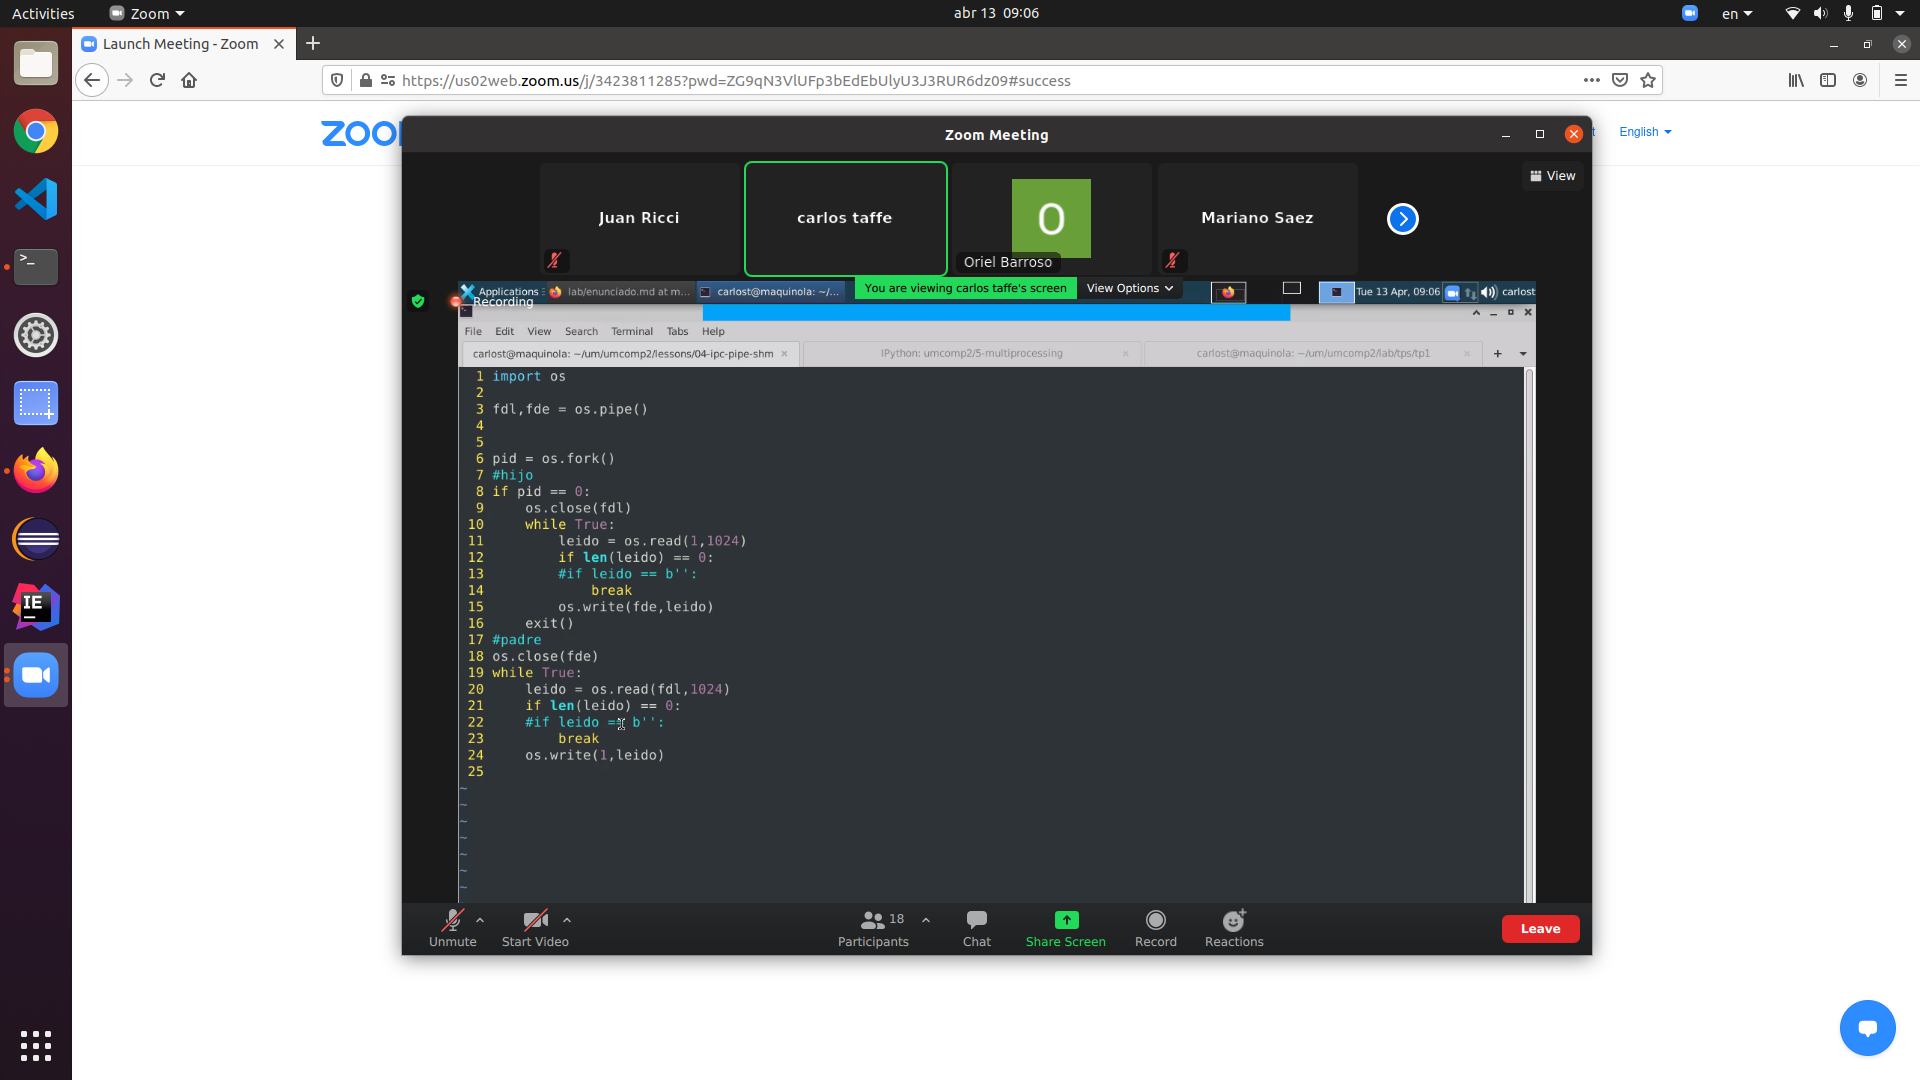 Activities
Zoom
abr 13 09:06
en
Launch Meeting - Zoom
https://us02web.zoom.us/j/3423811285?pwd=ZG9qN3VlUFp3bEdEbUlyU3J3RUR6dz09#success
ZOO
English
Zoom Meeting
View
Juan Ricci
carlos taffe
O
Oriel Barroso
Mariano Saez
You are viewing carlos taffe's screen
View Options
Recording
Applications
lab/enunciado.md at m...
carlost@maquinola: ~/...
Tue 13 Apr, 09:06
carlost
File Edit View Search Terminal Tabs Help
carlost@maquinola: ~/um/umcomp2/lessons/04-ipc-pipe-shm
IPython: umcomp2/5-multiprocessing
carlost@maquinola: ~/um/umcomp2/lab/tps/tp1
1 import os
2
3 fdl,fde = os.pipe()
4
5
6 pid = os.fork()
7 #hijo
8 if pid == 0:
9     os.close(fdl)
10     while True:
11         leido = os.read(1,1024)
12         if len(leido) == 0:
13         #if leido == b'':
14             break
15         os.write(fde,leido)
16     exit()
17 #padre
18 os.close(fde)
19 while True:
20     leido = os.read(fdl,1024)
21     if len(leido) == 0:
22     #if leido == b'':
23         break
24     os.write(1,leido)
25
~
~
~
~
~
~
~
Unmute
Start Video
18
Participants
Chat
Share Screen
Record
Reactions
Leave